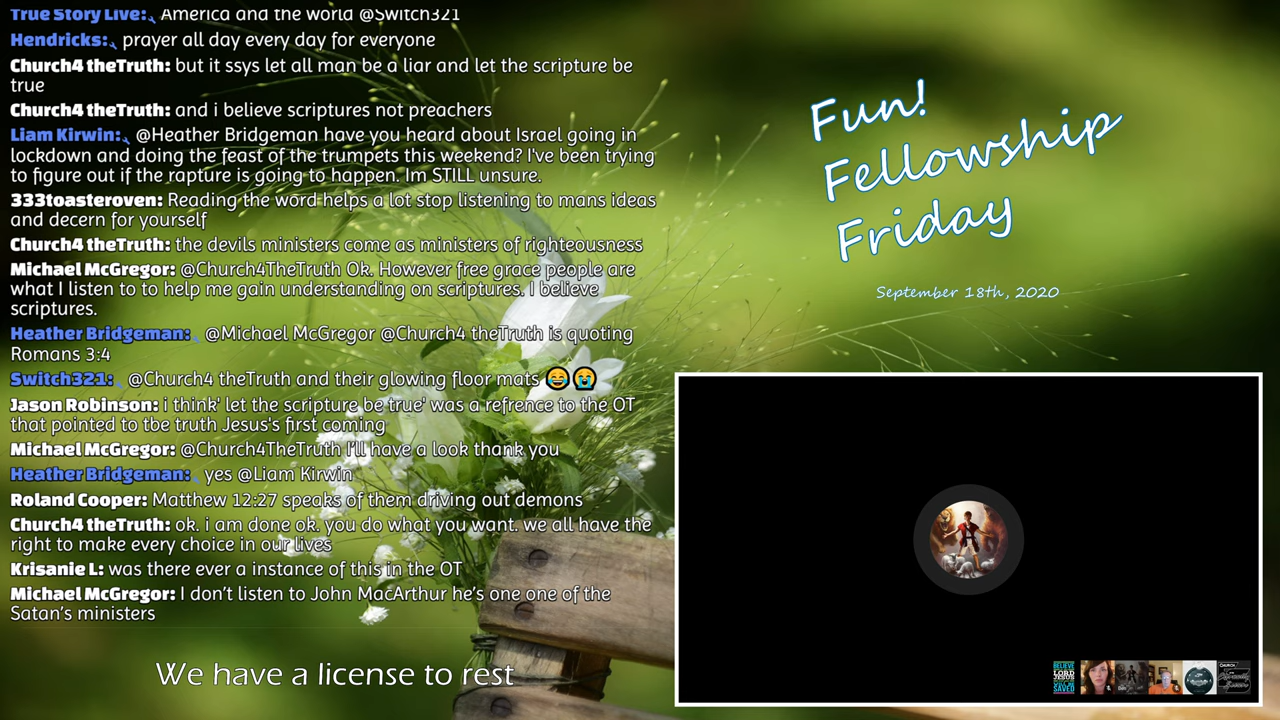 True Story Live: America and the world @Switch321
Hendricks: prayer all day every day for everyone
Church4 theTruth: but it ssys let all man be a liar and let the scripture be
true
Church4 theTruth: and i believe scriptures not preachers
Liam Kirwin: @Heather Bridgeman have you heard about Israel going in
lockdown and doing the feast of the trumpets this weekend? I've been trying
to figure out if the rapture is going to happen. Im STILL unsure.
333toasteroven: Reading the word helps a lot stop listening to mans ideas
and decern for yourself
Church4 theTruth: the devils ministers come as ministers of righteousness
Michael McGregor: @Church4TheTruth Ok. However free grace people are
what I listen to to help me gain understanding on scriptures. I believe
scriptures.
Heather Bridgeman: @Michael McGregor @Church4 theTruth is quoting
Romans 3:4
Switch321: @Church4 theTruth and their glowing floor mats 😂😭
Jason Robinson: i think' let the scripture be true' was a refrence to the OT
that pointed to tbe truth Jesus's first coming
Michael McGregor: @Church4TheTruth I'll have a look thank you
Heather Bridgeman: yes @Liam Kirwin
Roland Cooper: Matthew 12:27 speaks of them driving out demons
Church4 theTruth: ok. i am done ok. you do what you want. we all have the
right to make every choice in our lives
Krisanie L: was there ever a instance of this in the OT
Michael McGregor: I don't listen to John MacArthur he's one one of the
Satan's ministers
We have a license to rest
Fun!
Fellowship
Friday
September 18th, 2020
BELIEVE
LORD
JESUS
SAVED
CHURCH